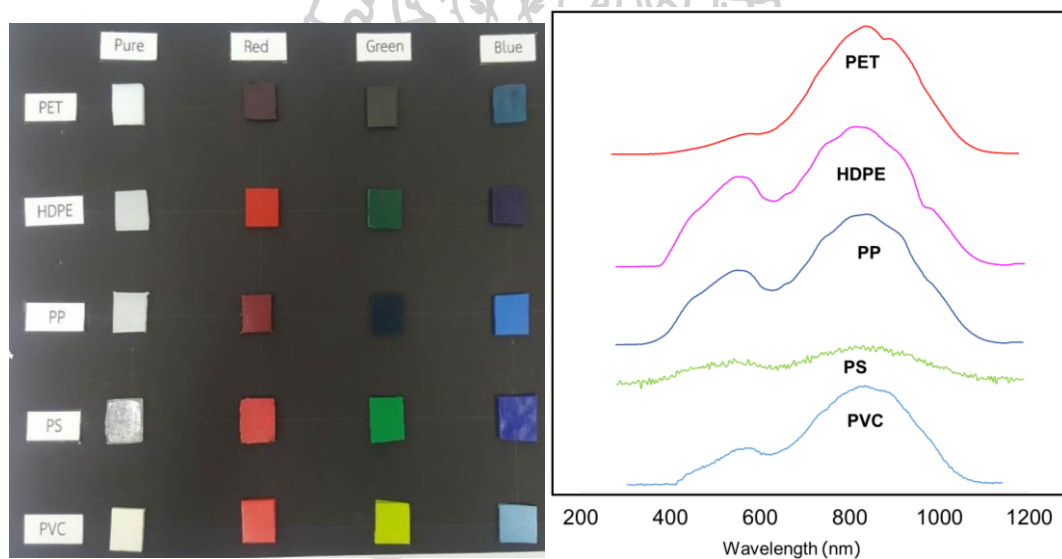 Pure Red Green Blue
PET
HDPE
PP
PS
PVC
PET
HDPE
PP
PS
PVC
200 400 600 800 1000 1200
Wavelength (nm)